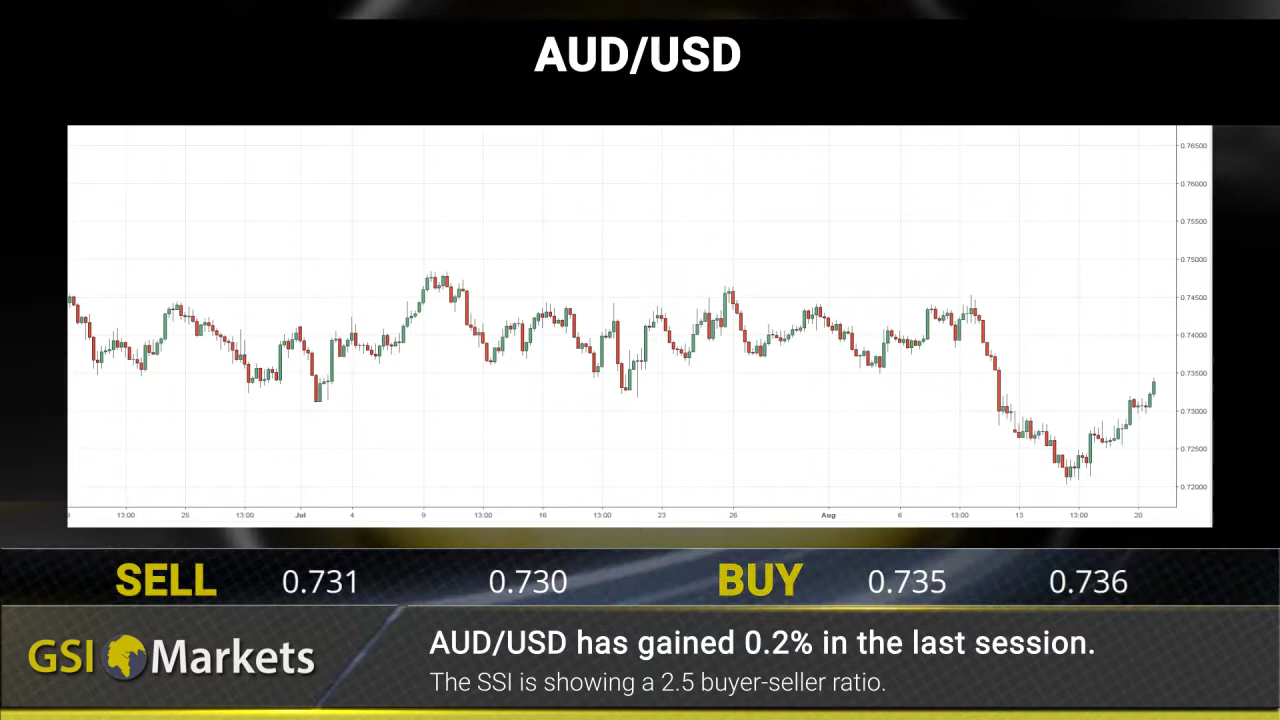 AUD/USD
0.76500
0.76000
0.75500
0.75000
0.74500
0.74000
0.73500
0.73000
0.72500
0.72000
13:00 25 13:00 Jul 4 9 13:00 16 13:00 23 26 Aug 6 13:00 13 13:00 20
SELL 0.731 0.730 BUY 0.735 0.736
GSI Markets
AUD/USD has gained 0.2% in the last session.
The SSI is showing a 2.5 buyer-seller ratio.